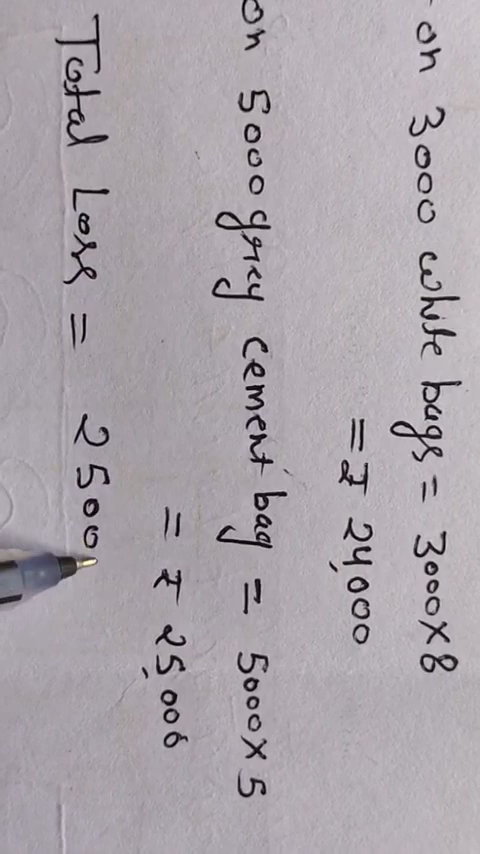 on 3000 white bags = 3000×8
=₹ 24,000
on 5000 grey cement bag = 5000×5
= ₹ 25,000
Total Loss = 2500